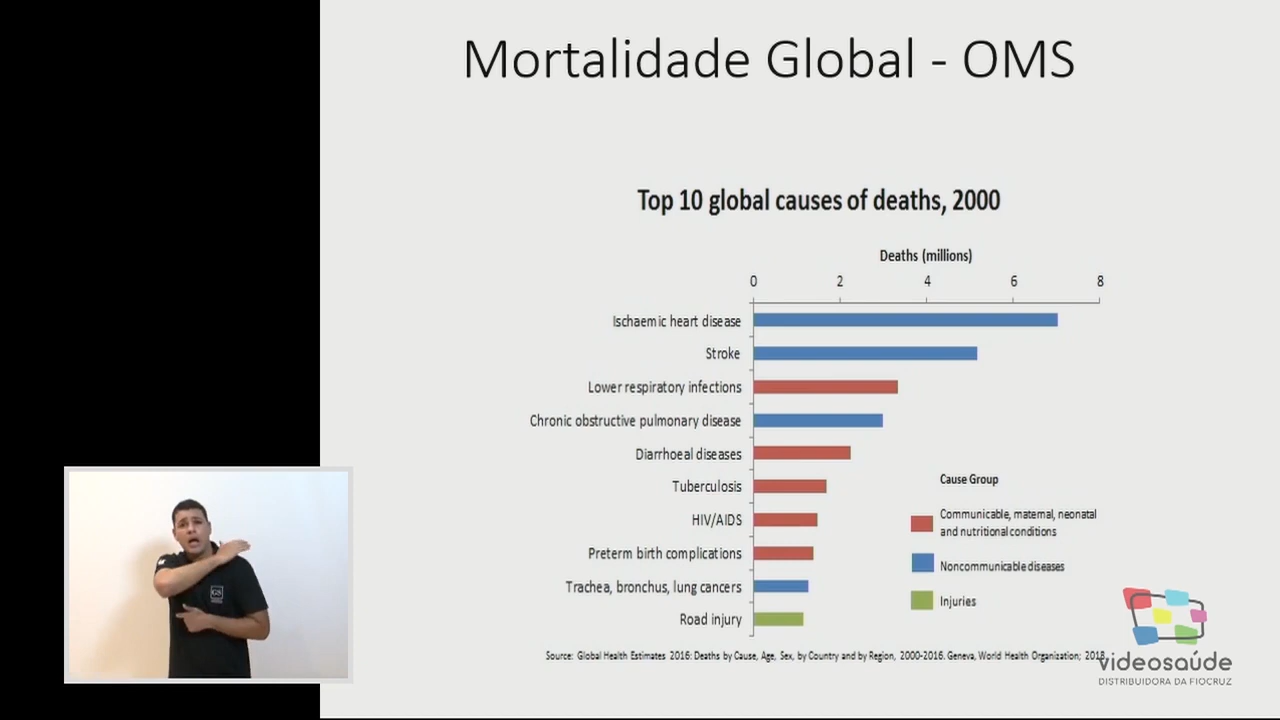 Mortalidade Global - OMS
Top 10 global causes of deaths, 2000
Deaths (millions)
0 2 4 6 8
Ischaemic heart disease
Stroke
Lower respiratory infections
Chronic obstructive pulmonary disease
Diarrhoeal diseases
Tuberculosis
HIV/AIDS
Preterm birth complications
Trachea, bronchus, lung cancers
Road injury
Cause Group
Communicable, maternal, neonatal
and nutritional conditions
Noncommunicable diseases
Injuries
Source: Global Health Estimates 2016: Deaths by Cause, Age, Sex, by Country and by Region, 2000-2016. Geneva, World Health Organization; 2018
videosaúde
DISTRIBUIDORA DA FIOCRUZ
GS